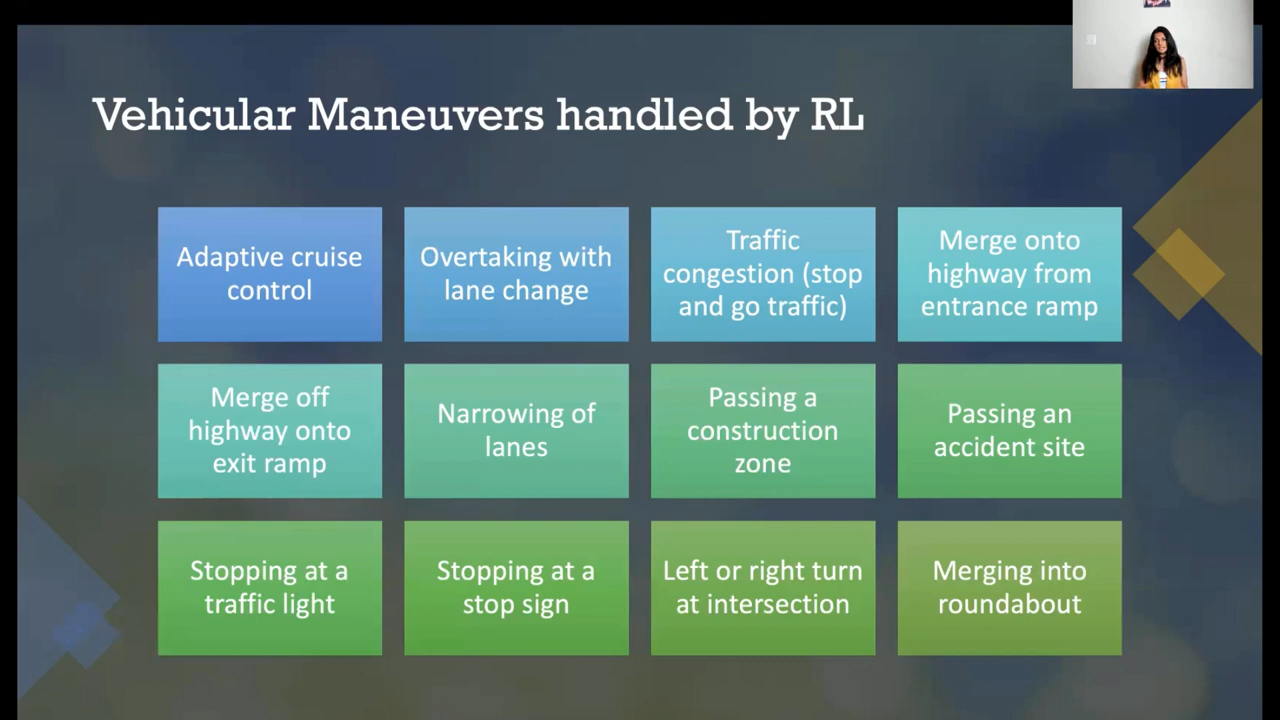 Vehicular Maneuvers handled by RL
Adaptive cruise
control
Overtaking with
lane change
Traffic
congestion (stop
and go traffic)
Merge onto
highway from
entrance ramp
Merge off
highway onto
exit ramp
Narrowing of
lanes
Passing a
construction
zone
Passing an
accident site
Stopping at a
traffic light
Stopping at a
stop sign
Left or right turn
at intersection
Merging into
roundabout